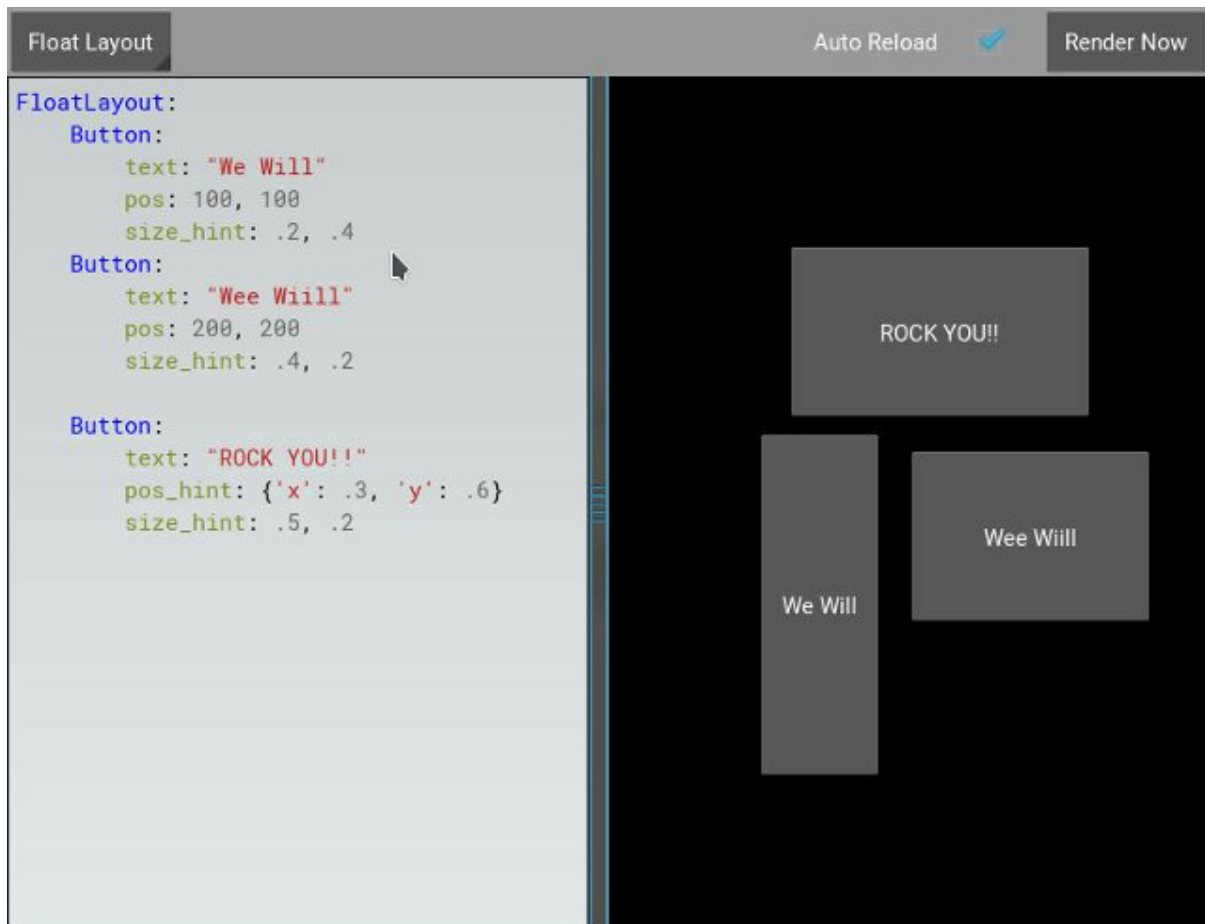 Float Layout
Auto Reload
Render Now
FloatLayout:
    Button:
        text: "We Will"
        pos: 100, 100
        size_hint: .2, .4
    Button:
        text: "Wee Wiill"
        pos: 200, 200
        size_hint: .4, .2

    Button:
        text: "ROCK YOU!!"
        pos_hint: {'x': .3, 'y': .6}
        size_hint: .5, .2
ROCK YOU!!
Wee Wiill
We Will